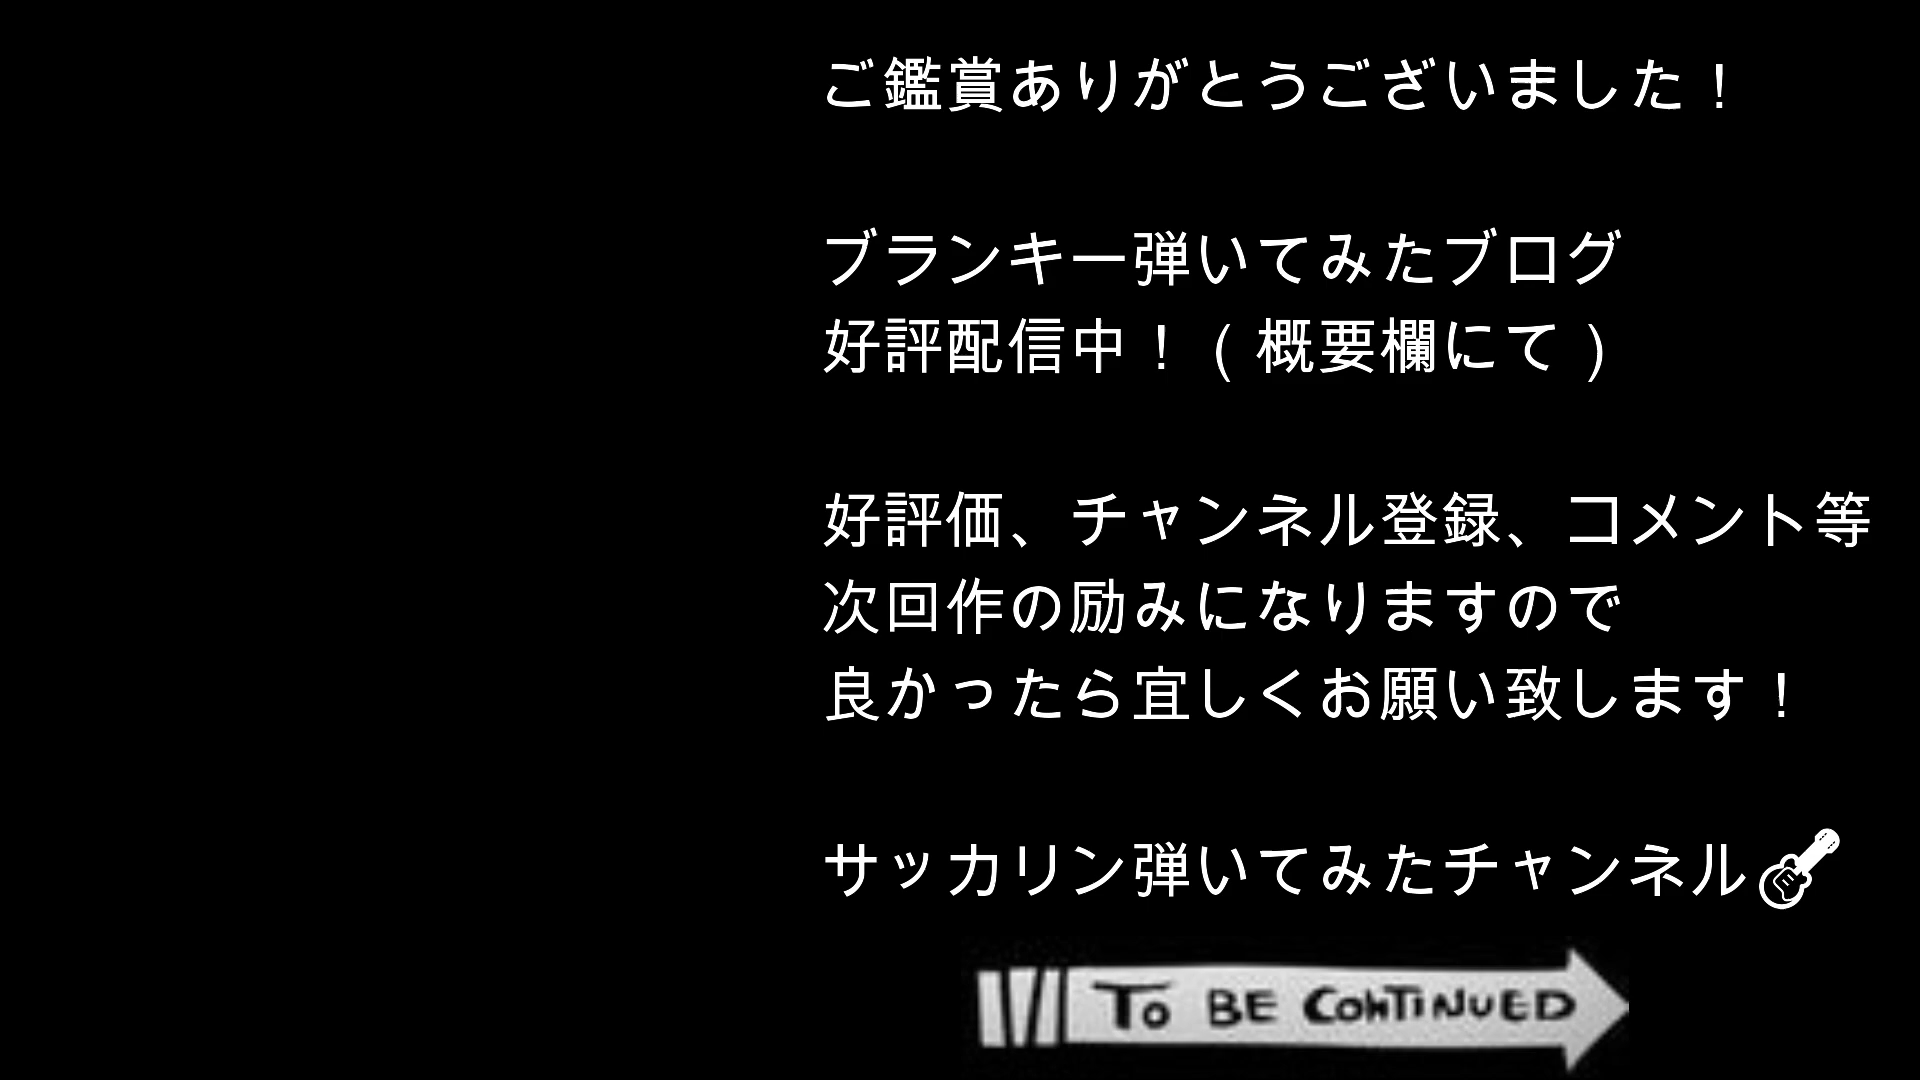 ご鑑賞ありがとうございました！
ブランキー弾いてみたブログ
好評配信中！(概要欄にて)
好評価、チャンネル登録、コメント等
次回作の励みになりますので
良かったら宜しくお願い致します！
サッカリン弾いてみたチャンネル🎸
TO BE CONTINUED